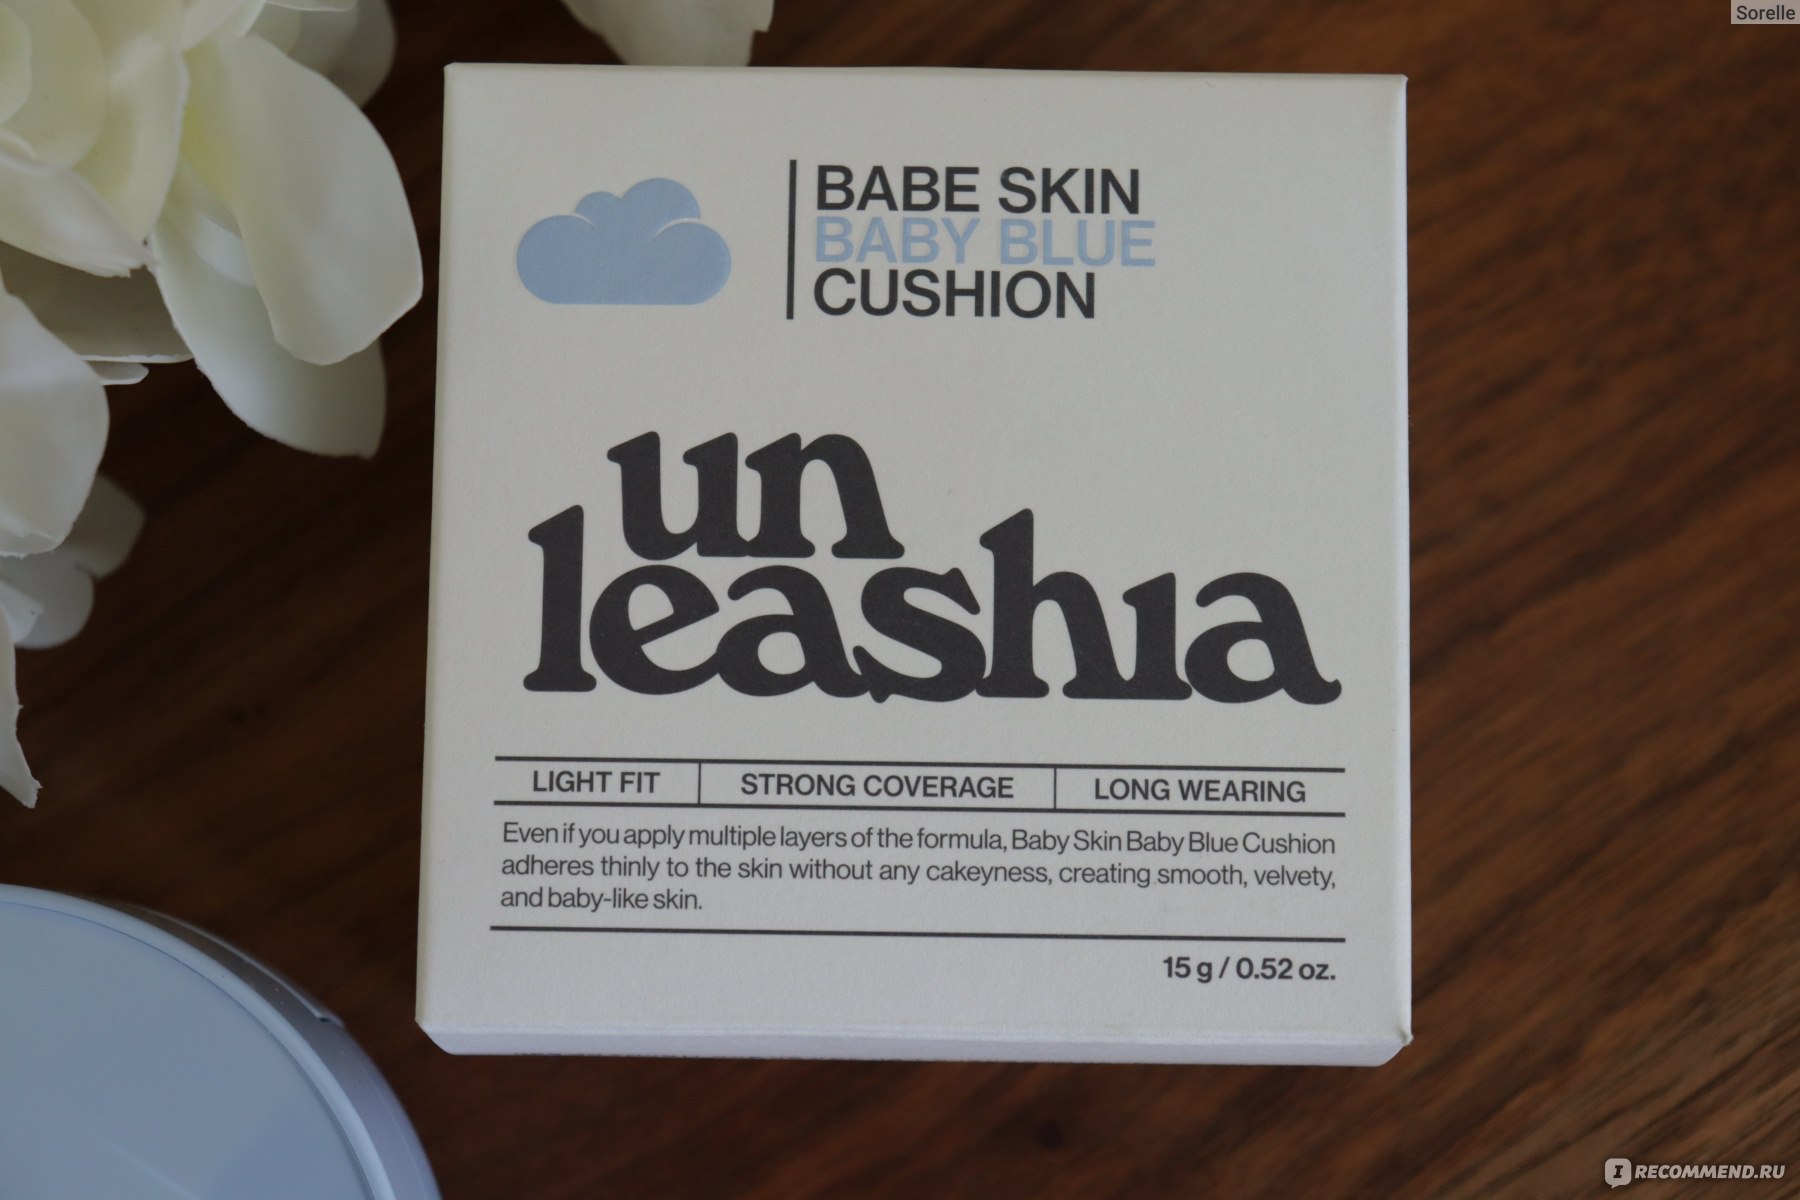 Sorelle
BABE SKIN
BABY BLUE
CUSHION
un
leashia
LIGHT FIT
STRONG COVERAGE
LONG WEARING
Even if you apply multiple layers of the formula, Baby Skin Baby Blue Cushion
adheres thinly to the skin without any cakeyness, creating smooth, velvety,
and baby-like skin.
15 g / 0.52 oz.
I RECOMMEND.RU